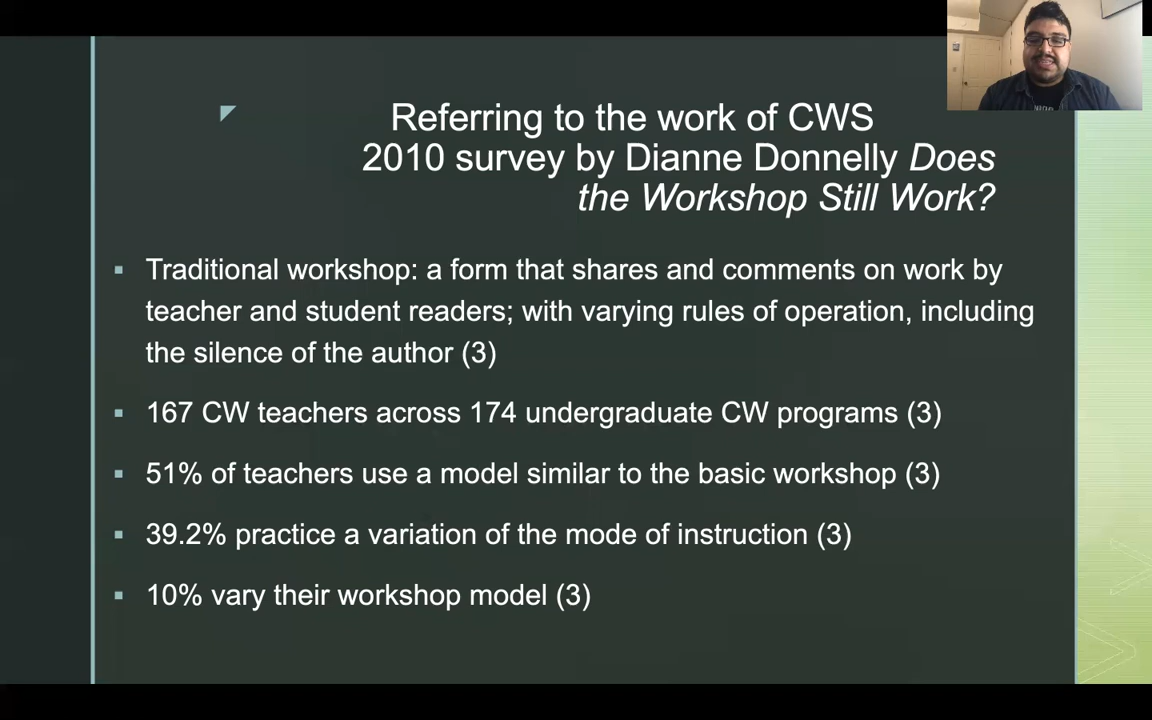 Referring to the work of CWS
2010 survey by Dianne Donnelly Does
the Workshop Still Work?
▪ Traditional workshop: a form that shares and comments on work by
teacher and student readers; with varying rules of operation, including
the silence of the author (3)
▪ 167 CW teachers across 174 undergraduate CW programs (3)
▪ 51% of teachers use a model similar to the basic workshop (3)
▪ 39.2% practice a variation of the mode of instruction (3)
▪ 10% vary their workshop model (3)